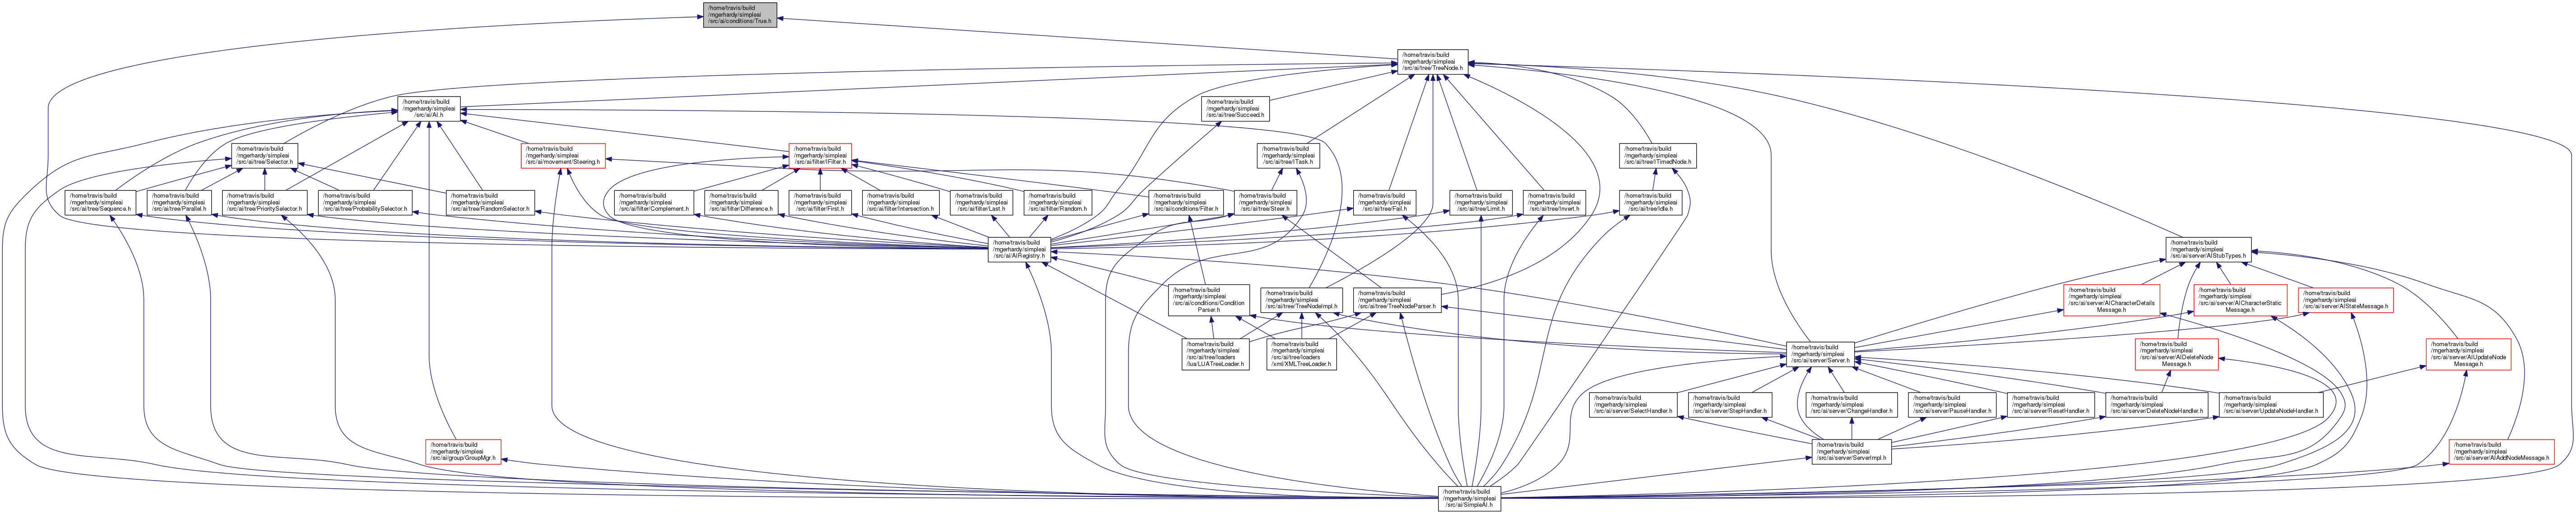 /home/travis/build
/mgerhardy/simpleai
/src/ai/conditions/True.h
/home/travis/build
/mgerhardy/simpleai
/src/ai/tree/TreeNode.h
/home/travis/build
/mgerhardy/simpleai
/src/ai/AI.h
/home/travis/build
/mgerhardy/simpleai
/src/ai/tree/Succeed.h
/home/travis/build
/mgerhardy/simpleai
/src/ai/tree/Selector.h
/home/travis/build
/mgerhardy/simpleai
/src/ai/movement/Steering.h
/home/travis/build
/mgerhardy/simpleai
/src/ai/filter/IFilter.h
/home/travis/build
/mgerhardy/simpleai
/src/ai/tree/ITask.h
/home/travis/build
/mgerhardy/simpleai
/src/ai/tree/ITimedNode.h
/home/travis/build
/mgerhardy/simpleai
/src/ai/tree/Sequence.h
/home/travis/build
/mgerhardy/simpleai
/src/ai/tree/Parallel.h
/home/travis/build
/mgerhardy/simpleai
/src/ai/tree/PrioritySelector.h
/home/travis/build
/mgerhardy/simpleai
/src/ai/tree/ProbabilitySelector.h
/home/travis/build
/mgerhardy/simpleai
/src/ai/tree/RandomSelector.h
/home/travis/build
/mgerhardy/simpleai
/src/ai/filter/Complement.h
/home/travis/build
/mgerhardy/simpleai
/src/ai/filter/Difference.h
/home/travis/build
/mgerhardy/simpleai
/src/ai/filter/First.h
/home/travis/build
/mgerhardy/simpleai
/src/ai/filter/Intersection.h
/home/travis/build
/mgerhardy/simpleai
/src/ai/filter/Last.h
/home/travis/build
/mgerhardy/simpleai
/src/ai/filter/Random.h
/home/travis/build
/mgerhardy/simpleai
/src/ai/conditions/Filter.h
/home/travis/build
/mgerhardy/simpleai
/src/ai/tree/Steer.h
/home/travis/build
/mgerhardy/simpleai
/src/ai/tree/Fail.h
/home/travis/build
/mgerhardy/simpleai
/src/ai/tree/Limit.h
/home/travis/build
/mgerhardy/simpleai
/src/ai/tree/Invert.h
/home/travis/build
/mgerhardy/simpleai
/src/ai/tree/Idle.h
/home/travis/build
/mgerhardy/simpleai
/src/ai/AIRegistry.h
/home/travis/build
/mgerhardy/simpleai
/src/ai/server/AIStubTypes.h
/home/travis/build
/mgerhardy/simpleai
/src/ai/conditions/Condition
Parser.h
/home/travis/build
/mgerhardy/simpleai
/src/ai/tree/TreeNodeImpl.h
/home/travis/build
/mgerhardy/simpleai
/src/ai/tree/TreeNodeParser.h
/home/travis/build
/mgerhardy/simpleai
/src/ai/server/AICharacterDetails
Message.h
/home/travis/build
/mgerhardy/simpleai
/src/ai/server/AICharacterStatic
Message.h
/home/travis/build
/mgerhardy/simpleai
/src/ai/server/AIStateMessage.h
/home/travis/build
/mgerhardy/simpleai
/src/ai/tree/loaders
/lua/LUATreeLoader.h
/home/travis/build
/mgerhardy/simpleai
/src/ai/tree/loaders
/xml/XMLTreeLoader.h
/home/travis/build
/mgerhardy/simpleai
/src/ai/server/Server.h
/home/travis/build
/mgerhardy/simpleai
/src/ai/server/AIDeleteNode
Message.h
/home/travis/build
/mgerhardy/simpleai
/src/ai/server/AIUpdateNode
Message.h
/home/travis/build
/mgerhardy/simpleai
/src/ai/server/SelectHandler.h
/home/travis/build
/mgerhardy/simpleai
/src/ai/server/StepHandler.h
/home/travis/build
/mgerhardy/simpleai
/src/ai/server/ChangeHandler.h
/home/travis/build
/mgerhardy/simpleai
/src/ai/server/PauseHandler.h
/home/travis/build
/mgerhardy/simpleai
/src/ai/server/ResetHandler.h
/home/travis/build
/mgerhardy/simpleai
/src/ai/server/DeleteNodeHandler.h
/home/travis/build
/mgerhardy/simpleai
/src/ai/server/UpdateNodeHandler.h
/home/travis/build
/mgerhardy/simpleai
/src/ai/group/GroupMgr.h
/home/travis/build
/mgerhardy/simpleai
/src/ai/server/ServerImpl.h
/home/travis/build
/mgerhardy/simpleai
/src/ai/server/AIAddNodeMessage.h
/home/travis/build
/mgerhardy/simpleai
/src/ai/SimpleAI.h